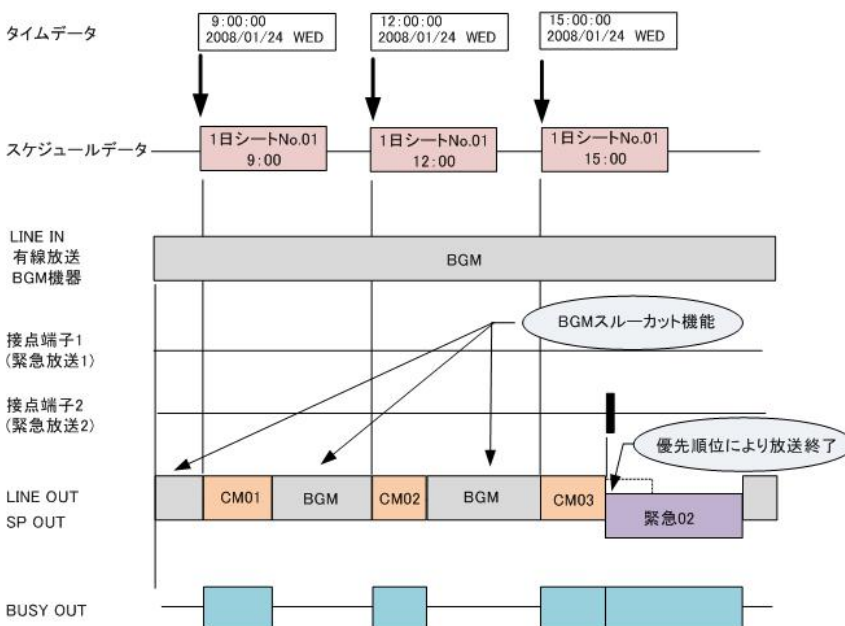 タイムデータ
9:00:00
2008/01/24 WED
12:00:00
2008/01/24 WED
15:00:00
2008/01/24 WED
スケジュールデータ
1日シートNo.01
9:00
1日シートNo.01
12:00
1日シートNo.01
15:00
LINE IN
有線放送
BGM機器
BGM
BGMスルーカット機能
接点端子1
(緊急放送1)
接点端子2
(緊急放送2)
優先順位により放送終了
LINE OUT
SP OUT
CM01
BGM
CM02
BGM
CM03
緊急02
BUSY OUT